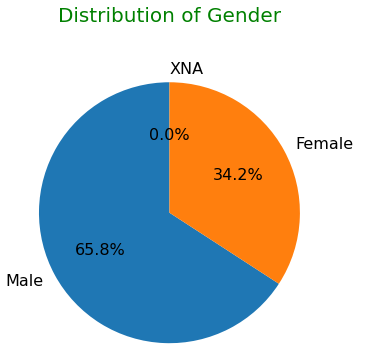 Distribution of Gender
XNA
0.0%
Female
34.2%
65.8%
Male